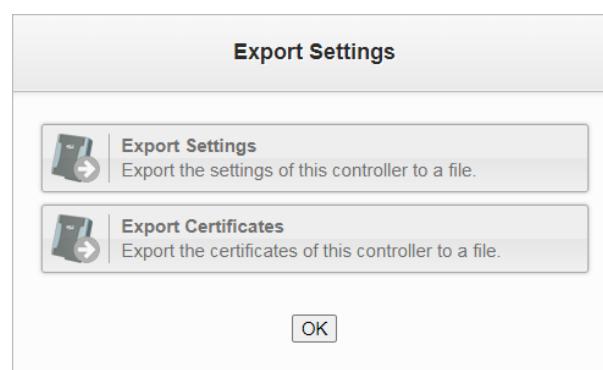 Export Settings
Export Settings
Export the settings of this controller to a file.
Export Certificates
Export the certificates of this controller to a file.
OK